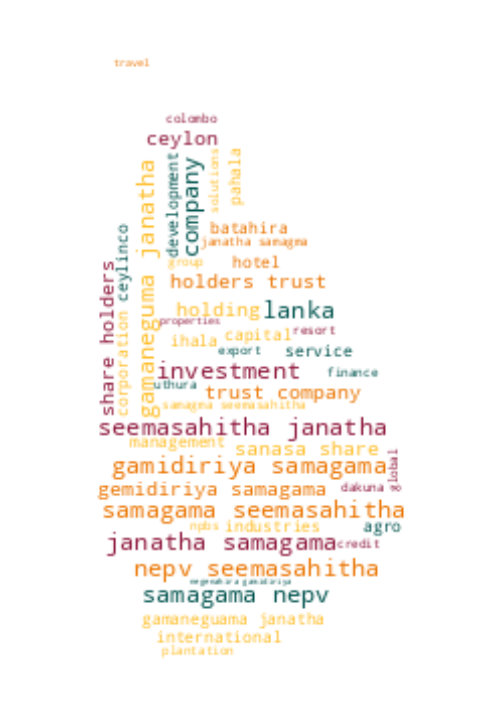 travel
colombo
ceylon
development
company
solutions
pahala
gamaneguma janatha
batahira
janatha samagma
group
hotel
holders trust
share holders
ceylinco
corporation
holding
lanka
properties
ihala
capital
resort
export
service
investment
finance
uthura
trust company
samagma seemasahitha
seemasahitha janatha
management
sanasa share
gamidiriya samagama
global
gemidiriya samagama
dakuna
samagama seemasahitha
npbs
industries
agro
janatha samagama
credit
nepv seemasahitha
negenahira gamidiriya
samagama nepv
gamaneguama janatha
international
plantation